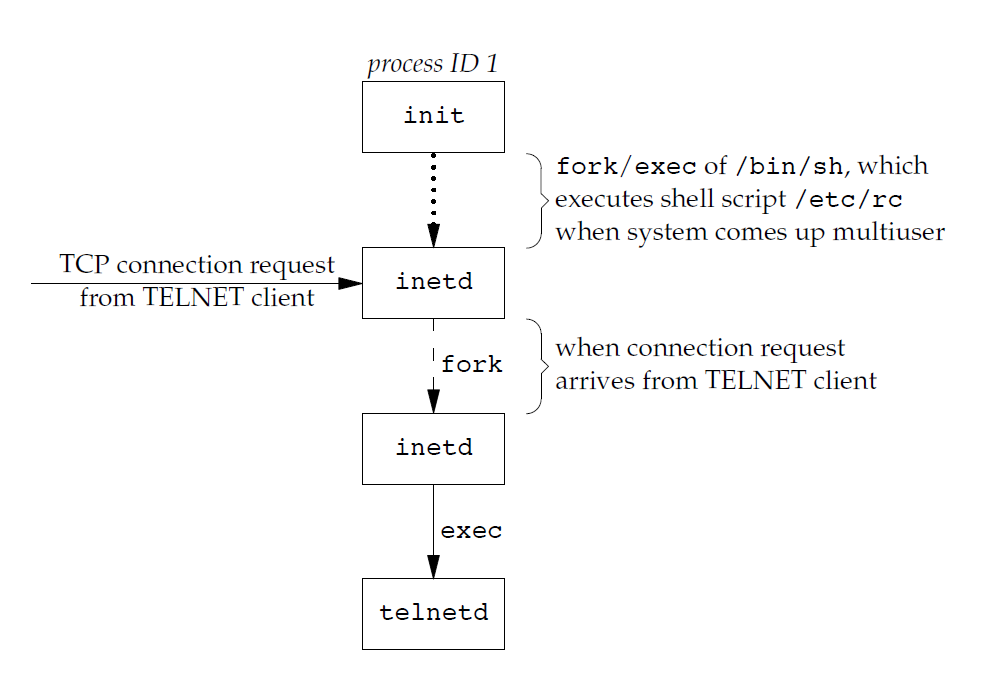 process ID 1
init
fork/exec of /bin/sh, which
executes shell script /etc/rc
when system comes up multiuser
TCP connection request
from TELNET client
inetd
fork
when connection request
arrives from TELNET client
inetd
exec
telnetd